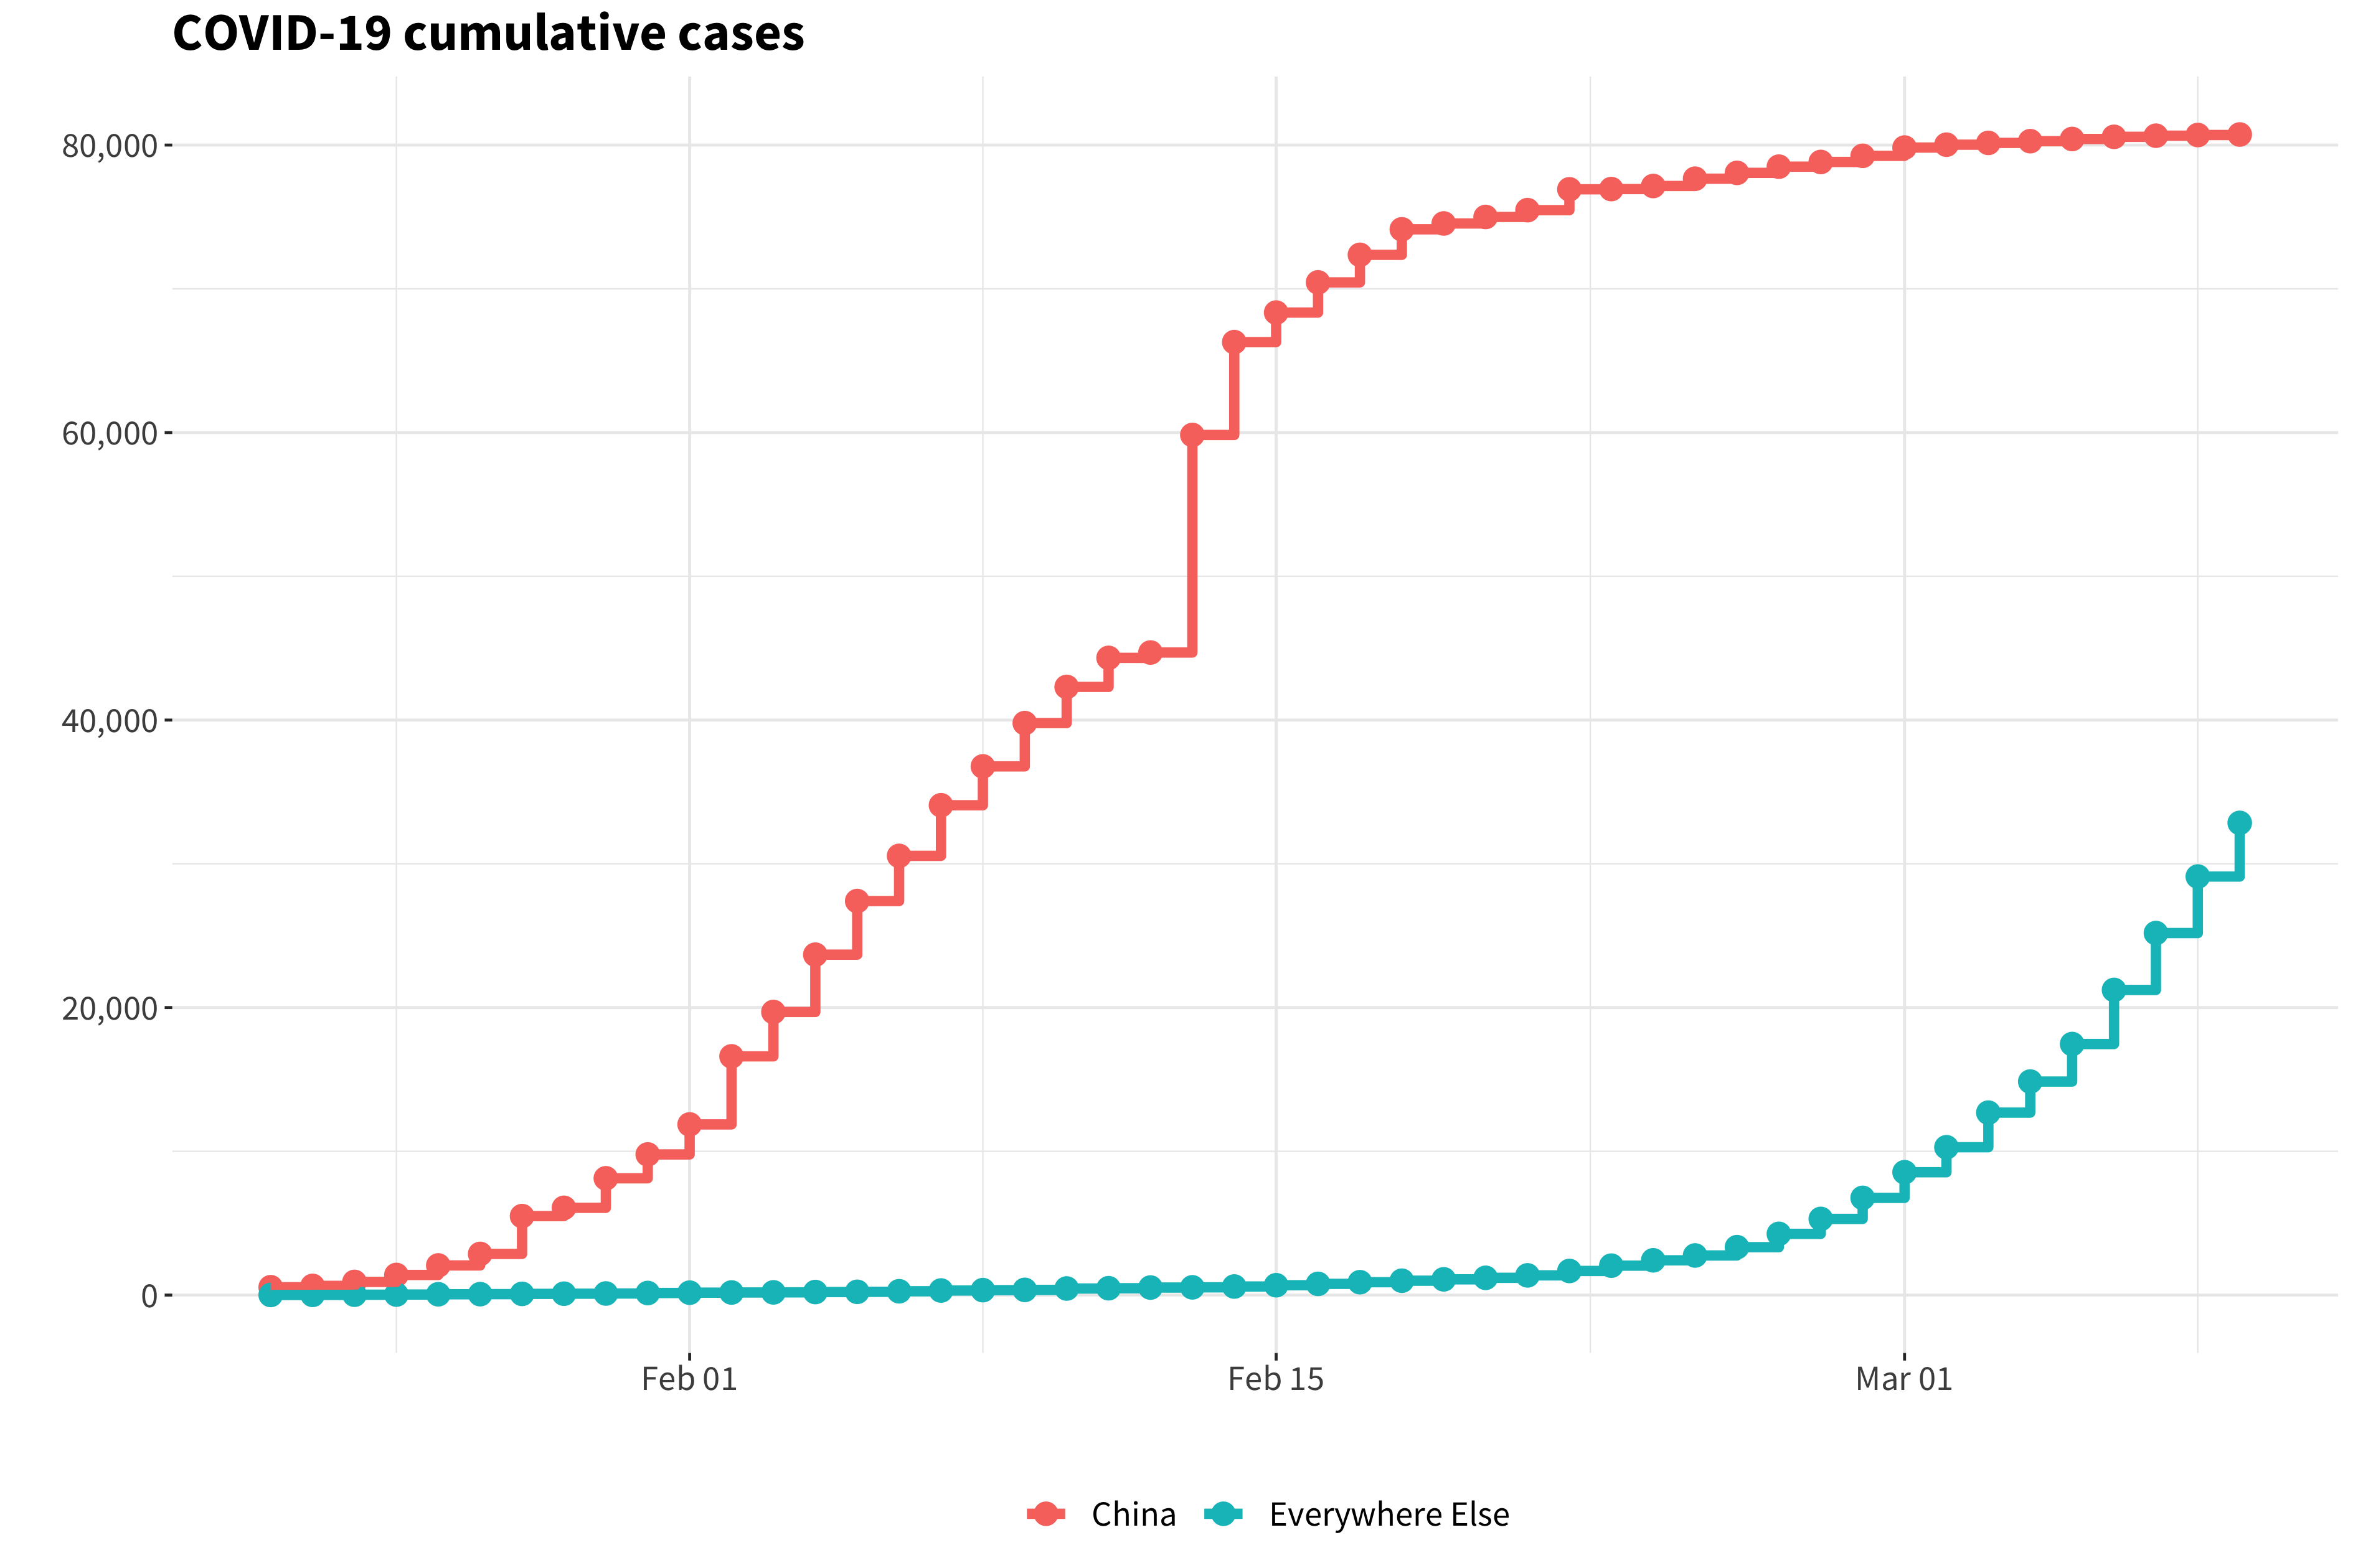 COVID-19 cumulative cases
80,000
60,000
40,000
20,000
0
Feb 01 Feb 15 Mar 01
China Everywhere Else